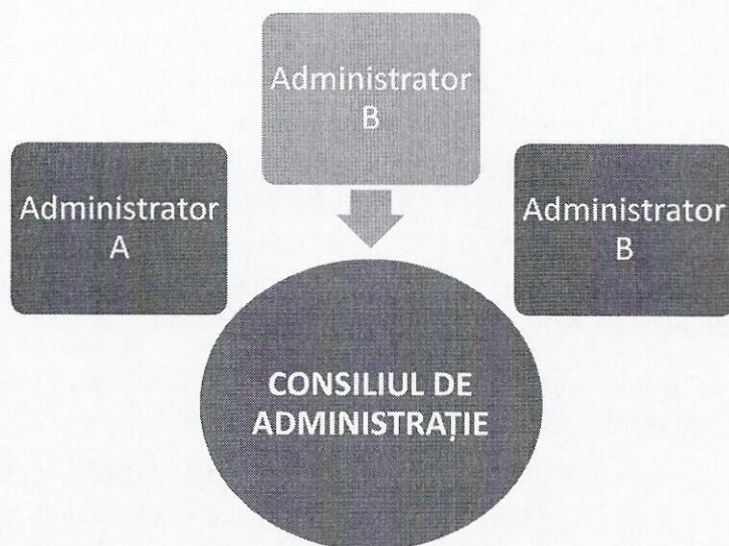 Administrator
B
Administrator
A
Administrator
B
CONSILIUL DE
ADMINISTRAȚIE